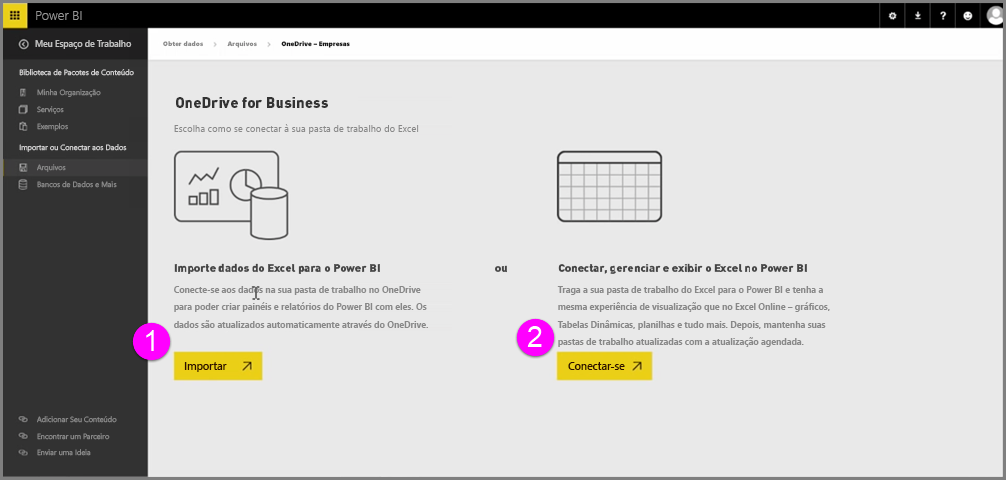 Power BI
?
Meu Espaço de Trabalho
Obter dados > Arquivos > OneDrive – Empresas
Biblioteca de Pacotes de Conteúdo
Minha Organização
Serviços
Exemplos
Importar ou Conectar aos Dados
Arquivos
Bancos de Dados e Mais
OneDrive for Business
Escolha como se conectar à sua pasta de trabalho do Excel
Importe dados do Excel para o Power BI
Conecte-se aos dados na sua pasta de trabalho no OneDrive
para poder criar painéis e relatórios do Power BI com eles. Os
dados são atualizados automaticamente através do OneDrive.
1
Importar
ou
Conectar, gerenciar e exibir o Excel no Power BI
Traga a sua pasta de trabalho do Excel para o Power BI e tenha a
mesma experiência de visualização que no Excel Online – gráficos,
Tabelas Dinâmicas, planilhas e tudo mais. Depois, mantenha suas
pastas de trabalho atualizadas com a atualização agendada.
2
Conectar-se
Adicionar Seu Conteúdo
Encontrar um Parceiro
Enviar uma Ideia